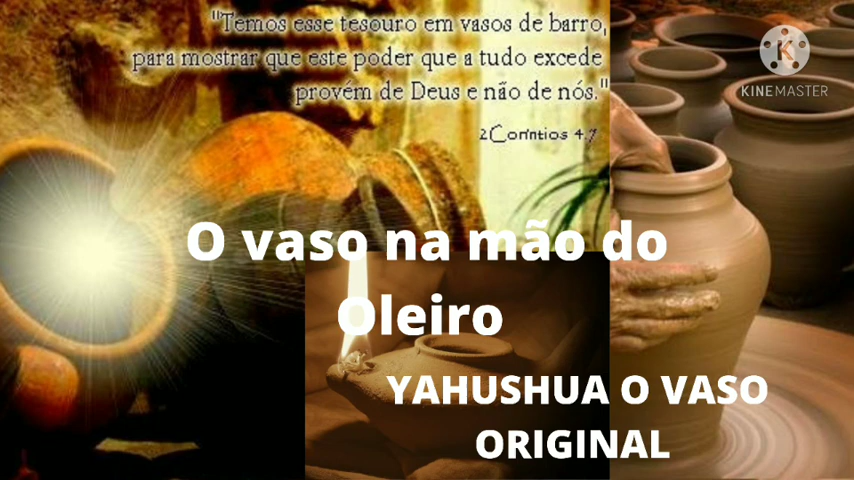 "Temos esse tesouro em vasos de barro,
para mostrar que este poder que a tudo excede
provém de Deus e não de nós."
2Coríntios 4.7
KINEMASTER
O vaso na mão do
Oleiro
YAHUSHUA O VASO
ORIGINAL